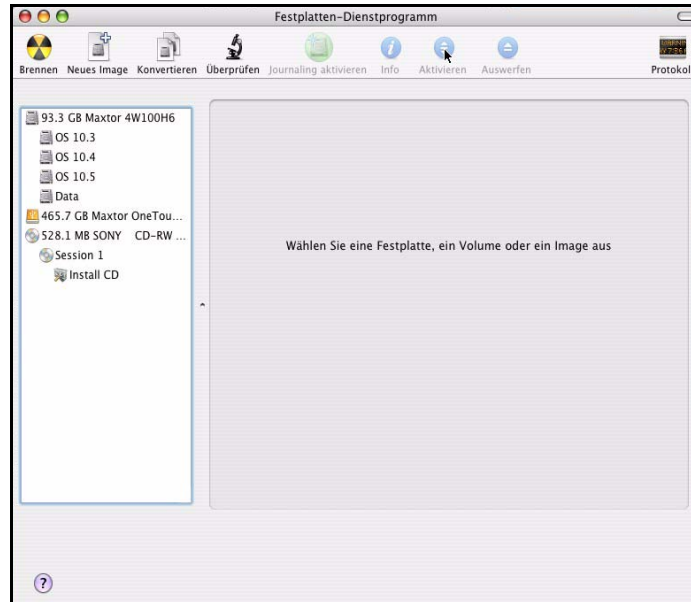 Festplatten-Dienstprogramm
Brennen Neues Image Konvertieren Überprüfen Journaling aktivieren Info Aktivieren Auswerfen Protokol
93.3 GB Maxtor 4W100H6
OS 10.3
OS 10.4
OS 10.5
Data
465.7 GB Maxtor OneTou...
528.1 MB SONY CD-RW ...
Session 1
Install CD
Wählen Sie eine Festplatte, ein Volume oder ein Image aus
?